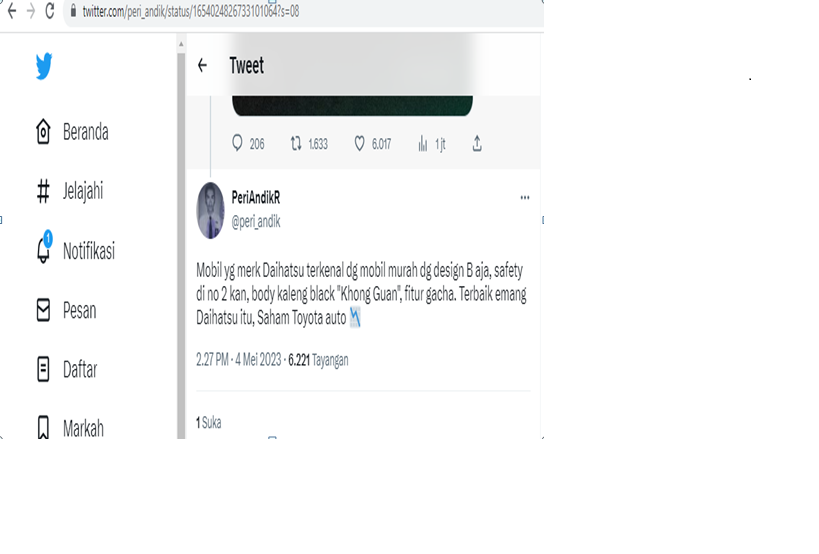 twitter.com/peri_andik/status/1654024826733101064?s=08
Tweet
Beranda
Jelajahi
1
Notifikasi
Pesan
Daftar
Markah
206 1.633 6.017 1 jt
PeriAndikR
@peri_andik
Mobil yg merk Daihatsu terkenal dg mobil murah dg design B aja, safety
di no 2 kan, body kaleng black "Khong Guan", fitur gacha. Terbaik emang
Daihatsu itu, Saham Toyota auto 📉
2.27 PM · 4 Mei 2023 · 6.221 Tayangan
1 Suka